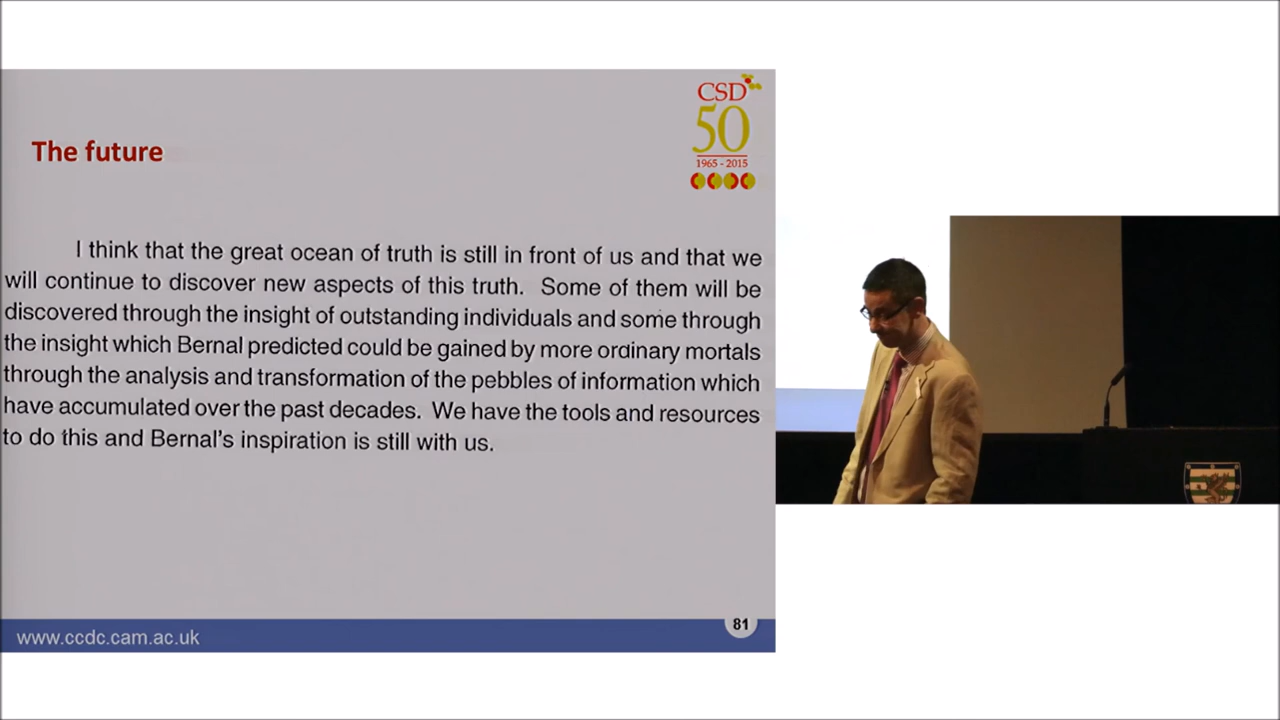 CSD
50
1965 - 2015
The future
I think that the great ocean of truth is still in front of us and that we
will continue to discover new aspects of this truth. Some of them will be
discovered through the insight of outstanding individuals and some through
the insight which Bernal predicted could be gained by more ordinary mortals
through the analysis and transformation of the pebbles of information which
have accumulated over the past decades. We have the tools and resources
to do this and Bernal's inspiration is still with us.
www.ccdc.cam.ac.uk
81